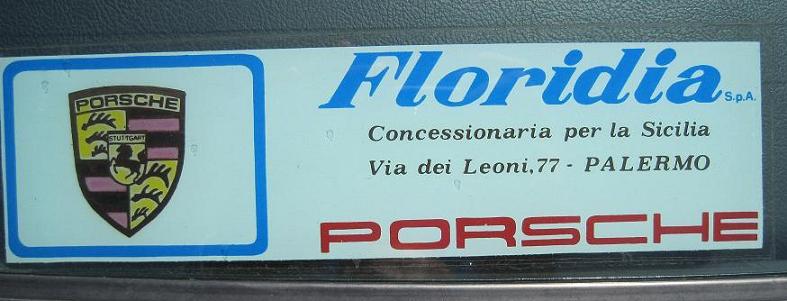 PORSCHE
STUTTGART
Floridia S.p.A.
Concessionaria per la Sicilia
Via dei Leoni,77 - PALERMO
PORSCHE